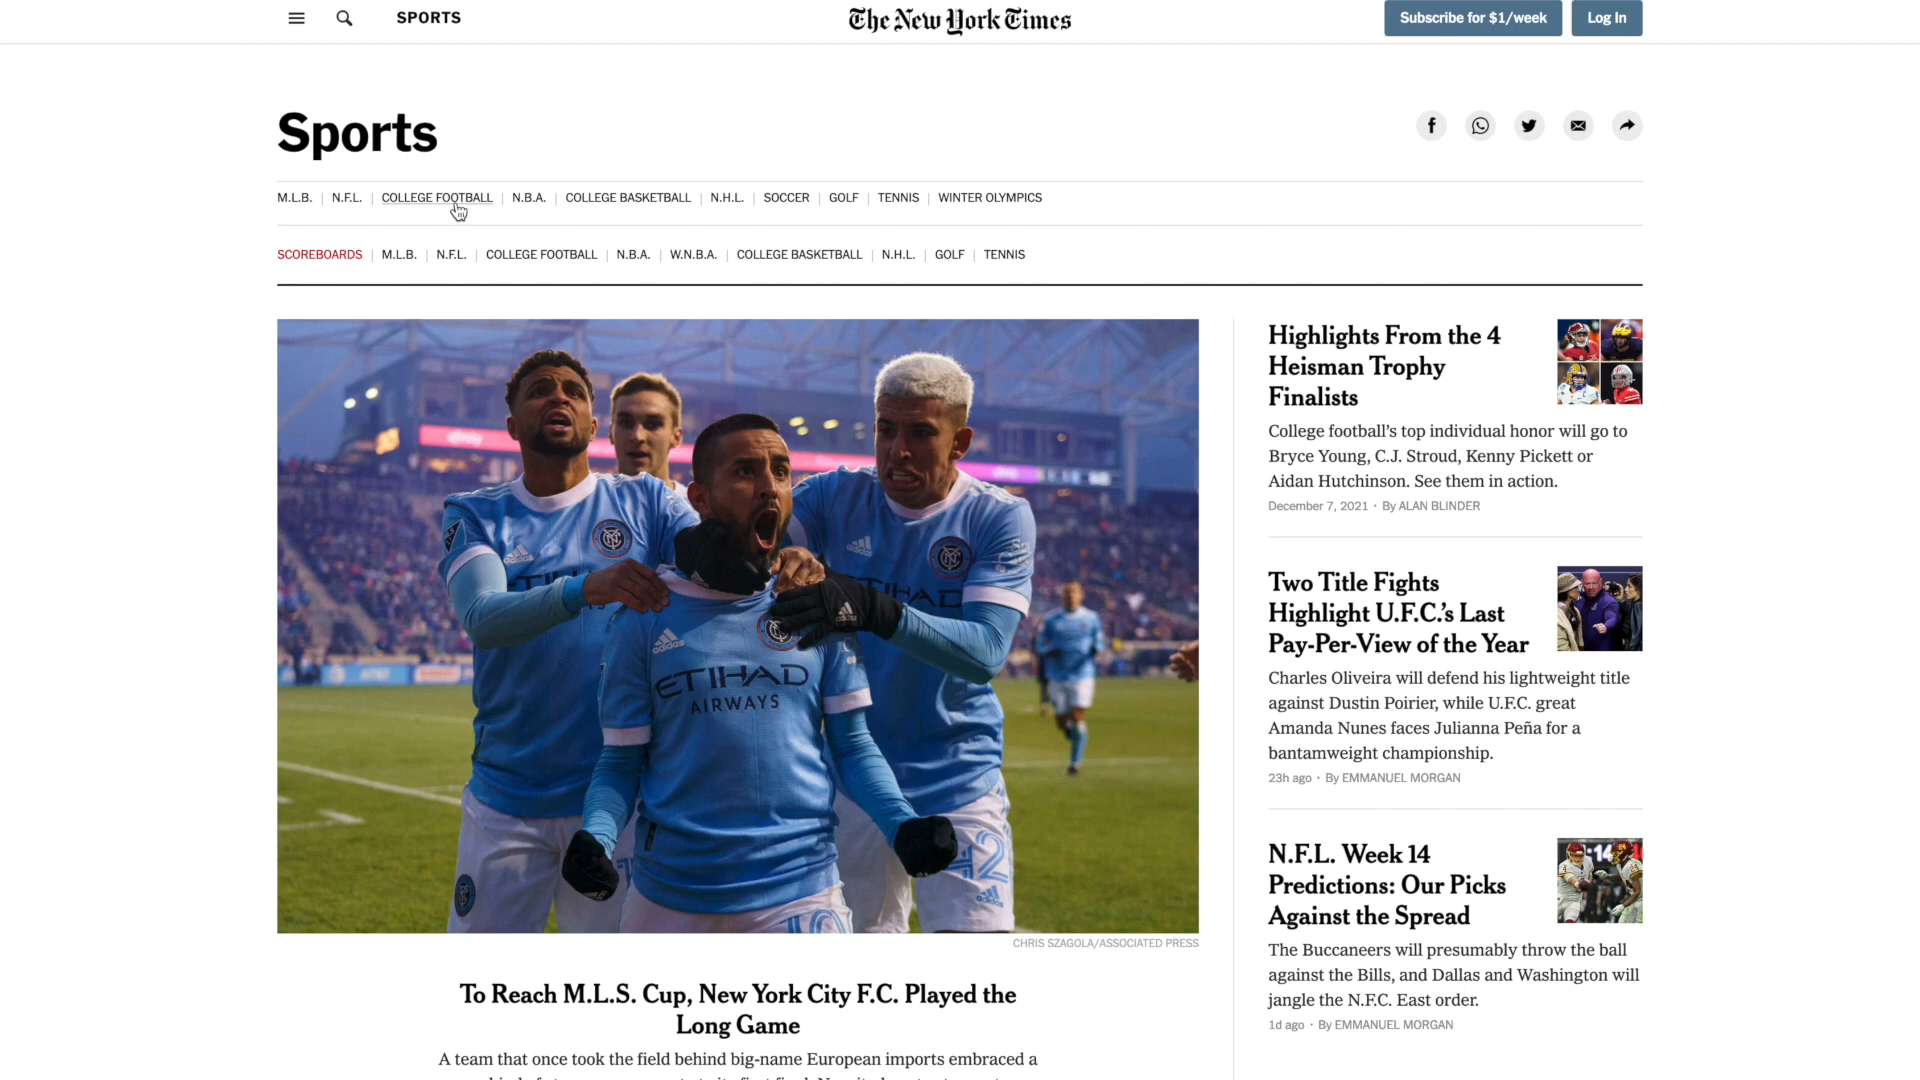 SPORTS
The New York Times
Subscribe for $1/week
Log In
Sports
M.L.B. | N.F.L. | COLLEGE FOOTBALL | N.B.A. | COLLEGE BASKETBALL | N.H.L. | SOCCER | GOLF | TENNIS | WINTER OLYMPICS
SCOREBOARDS | M.L.B. | N.F.L. | COLLEGE FOOTBALL | N.B.A. | W.N.B.A. | COLLEGE BASKETBALL | N.H.L. | GOLF | TENNIS
ETIHAD
AIRWAYS
adidas
CHRIS SZAGOLA/ASSOCIATED PRESS
To Reach M.L.S. Cup, New York City F.C. Played the
Long Game
A team that once took the field behind big-name European imports embraced a
Highlights From the 4
Heisman Trophy
Finalists
College football's top individual honor will go to
Bryce Young, C.J. Stroud, Kenny Pickett or
Aidan Hutchinson. See them in action.
December 7, 2021 · By ALAN BLINDER
Two Title Fights
Highlight U.F.C.'s Last
Pay-Per-View of the Year
Charles Oliveira will defend his lightweight title
against Dustin Poirier, while U.F.C. great
Amanda Nunes faces Julianna Peña for a
bantamweight championship.
23h ago · By EMMANUEL MORGAN
N.F.L. Week 14
Predictions: Our Picks
Against the Spread
The Buccaneers will presumably throw the ball
against the Bills, and Dallas and Washington will
jangle the N.F.C. East order.
1d ago · By EMMANUEL MORGAN